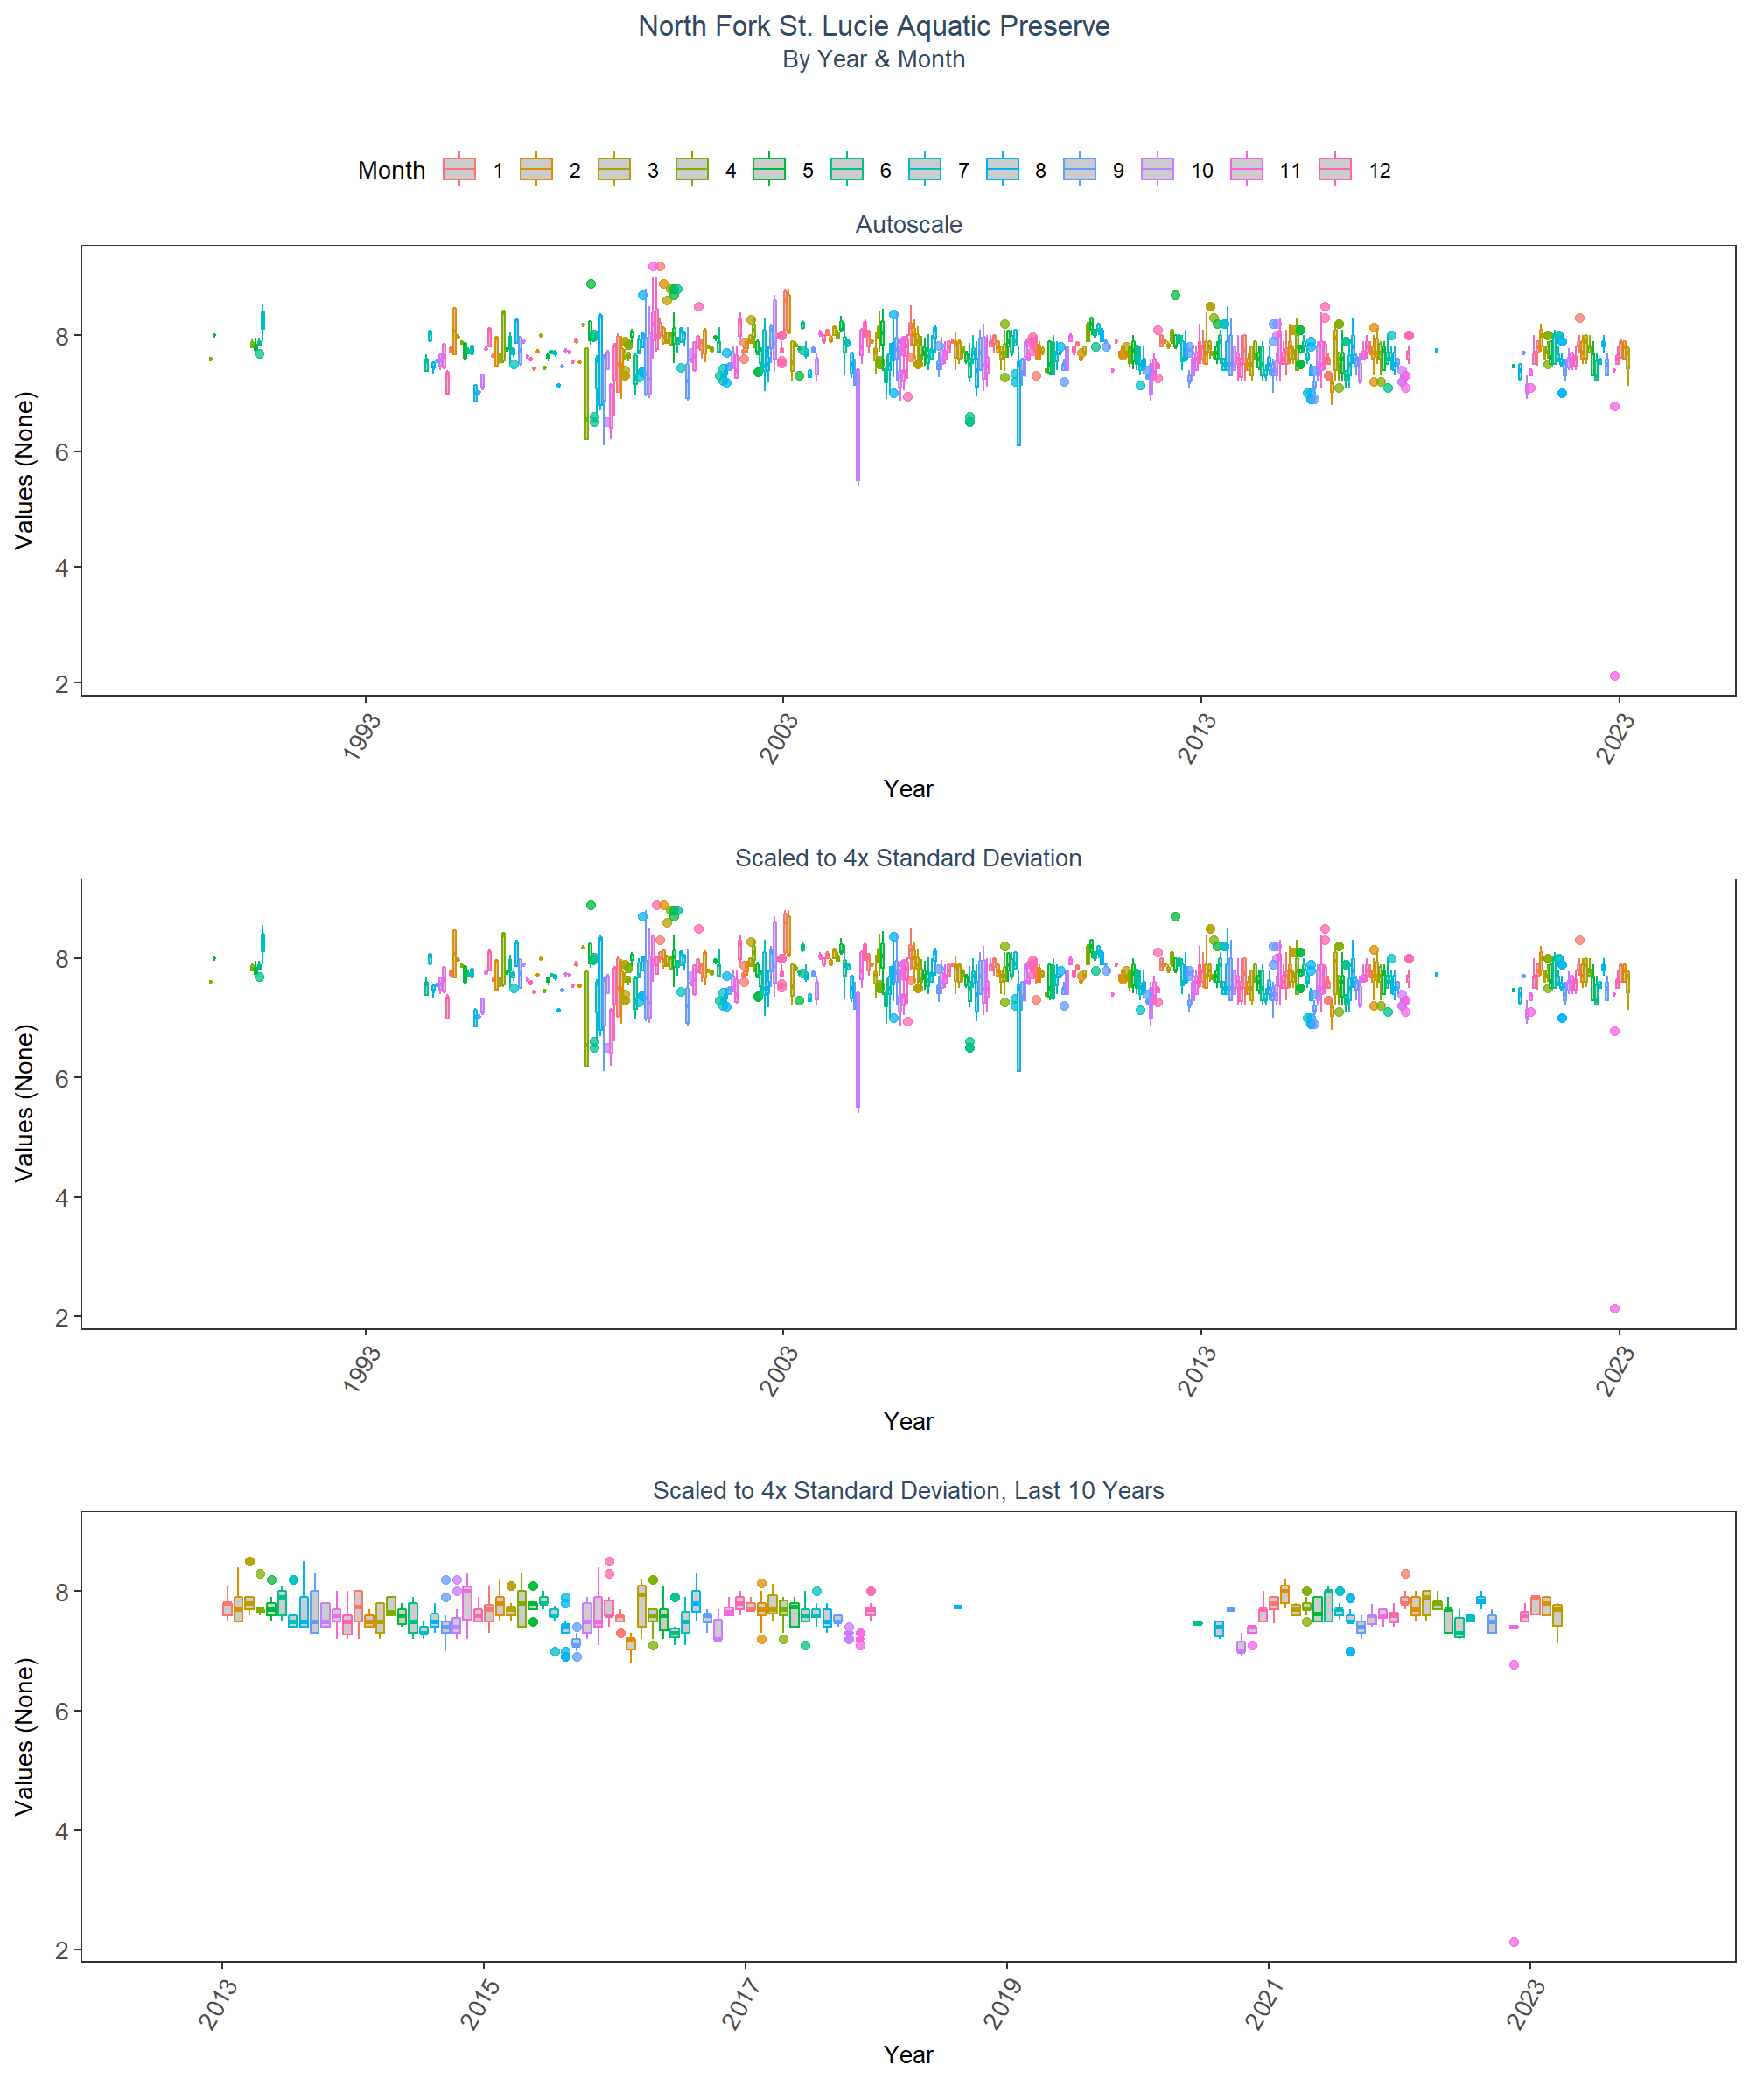 North Fork St. Lucie Aquatic Preserve
By Year & Month
Month 1 2 3 4 5 6 7 8 9 10 11 12
Autoscale
Values (None)
8
6
4
2
1993 2003 2013 2023
Year
Scaled to 4x Standard Deviation
Values (None)
8
6
4
2
1993 2003 2013 2023
Year
Scaled to 4x Standard Deviation, Last 10 Years
Values (None)
8
6
4
2
2013 2015 2017 2019 2021 2023
Year